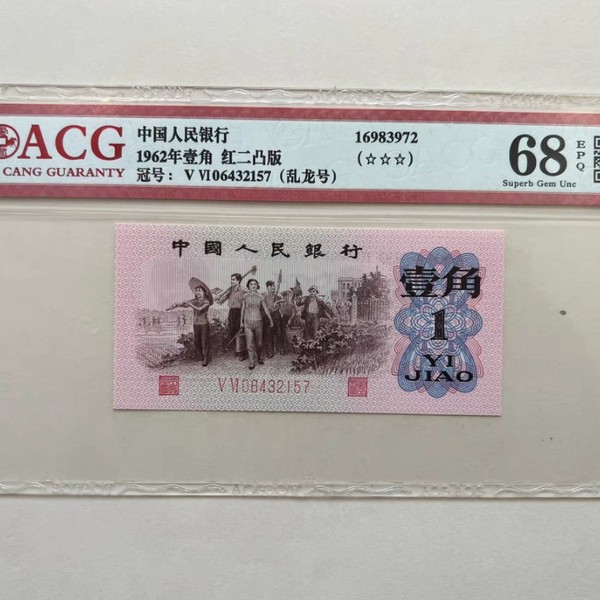 ACG
CANG GUARANTY
中国人民银行
16983972
1962年壹角 红二凸版
(☆☆☆)
冠号: V VI06432157 (乱龙号)
68
EPQ
Superb Gem Unc
中國人民銀行
壹角
1
YI
JIAO
V VI06432157